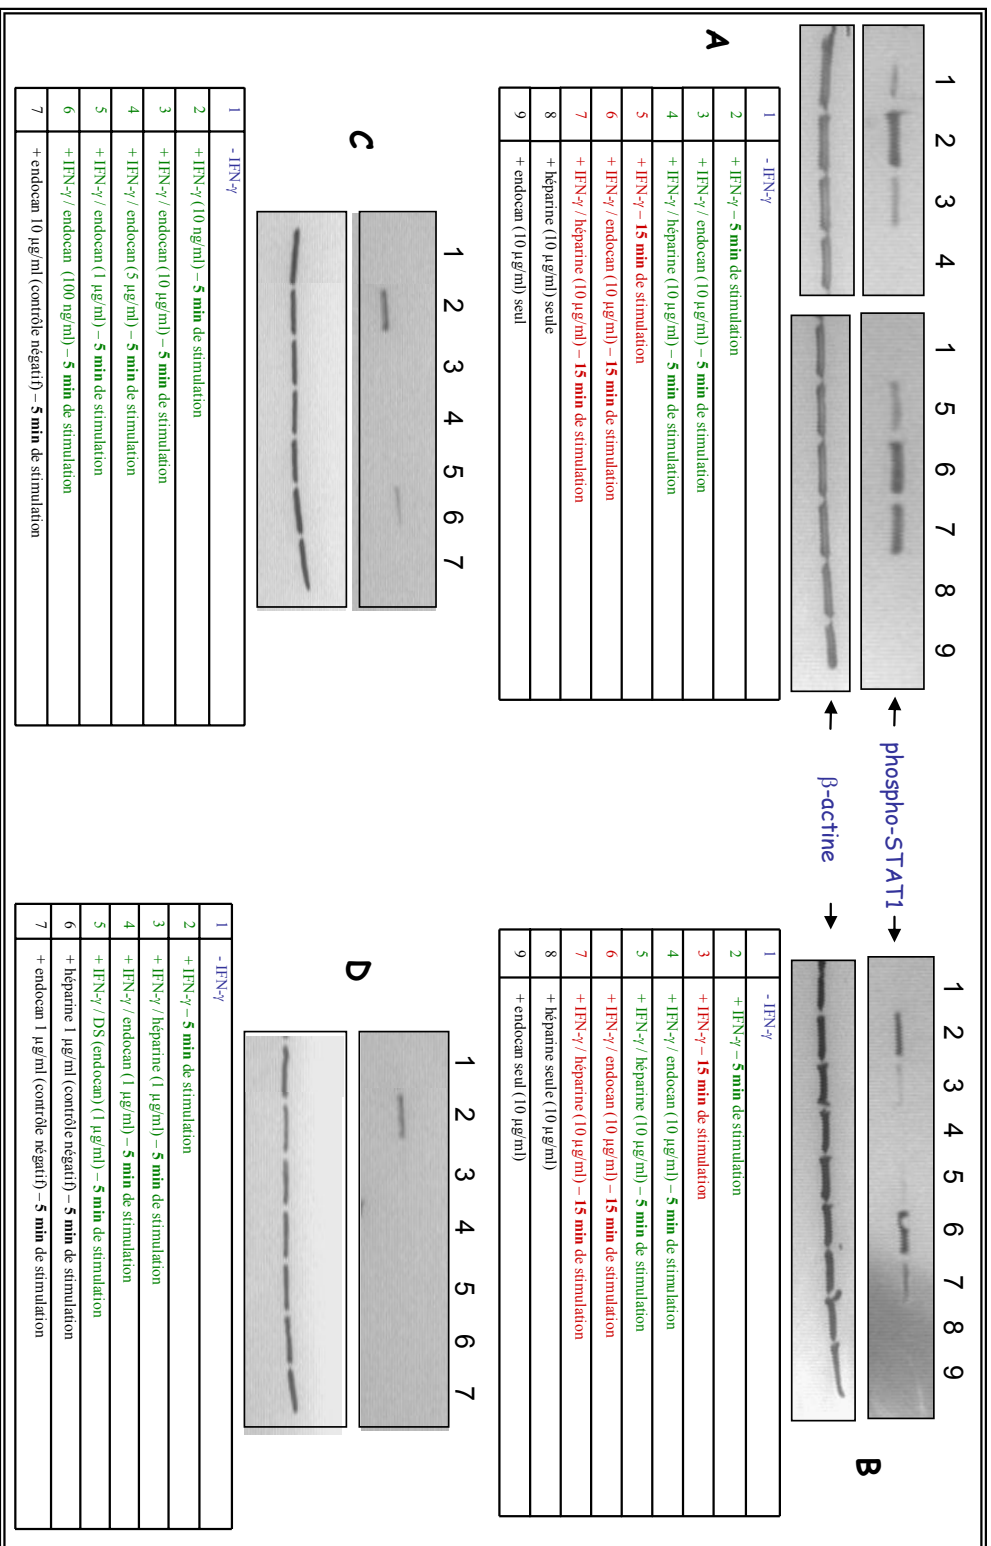 phospho-STAT1
β-actine
A
1 2 3 4 1 5 6 7 8 9
1 - IFN-γ
2 + IFN-γ – 5 min de stimulation
3 + IFN-γ / endocan (10 µg/ml) – 5 min de stimulation
4 + IFN-γ / héparine (10 µg/ml) – 5 min de stimulation
5 + IFN-γ – 15 min de stimulation
6 + IFN-γ / endocan (10 µg/ml) – 15 min de stimulation
7 + IFN-γ / héparine (10 µg/ml) – 15 min de stimulation
8 + héparine (10 µg/ml) seule
9 + endocan (10 µg/ml) seul
B
1 2 3 4 5 6 7 8 9
1 - IFN-γ
2 + IFN-γ – 5 min de stimulation
3 + IFN-γ – 15 min de stimulation
4 + IFN-γ / endocan (10 µg/ml) – 5 min de stimulation
5 + IFN-γ / héparine (10 µg/ml) – 5 min de stimulation
6 + IFN-γ / endocan (10 µg/ml) – 15 min de stimulation
7 + IFN-γ / héparine (10 µg/ml) – 15 min de stimulation
8 + héparine seule (10 µg/ml)
9 + endocan seul (10 µg/ml)
C
1 2 3 4 5 6 7
1 - IFN-γ
2 + IFN-γ (10 ng/ml) – 5 min de stimulation
3 + IFN-γ / endocan (10 µg/ml) – 5 min de stimulation
4 + IFN-γ / endocan (5 µg/ml) – 5 min de stimulation
5 + IFN-γ / endocan (1 µg/ml) – 5 min de stimulation
6 + IFN-γ / endocan (100 ng/ml) – 5 min de stimulation
7 + endocan 10 µg/ml (contrôle négatif) – 5 min de stimulation
D
1 2 3 4 5 6 7
1 - IFN-γ
2 + IFN-γ – 5 min de stimulation
3 + IFN-γ / héparine (1 µg/ml) – 5 min de stimulation
4 + IFN-γ / endocan (1 µg/ml) – 5 min de stimulation
5 + IFN-γ / DS (endocan) (1 µg/ml) – 5 min de stimulation
6 + héparine 1 µg/ml (contrôle négatif) – 5 min de stimulation
7 + endocan 1 µg/ml (contrôle négatif) – 5 min de stimulation